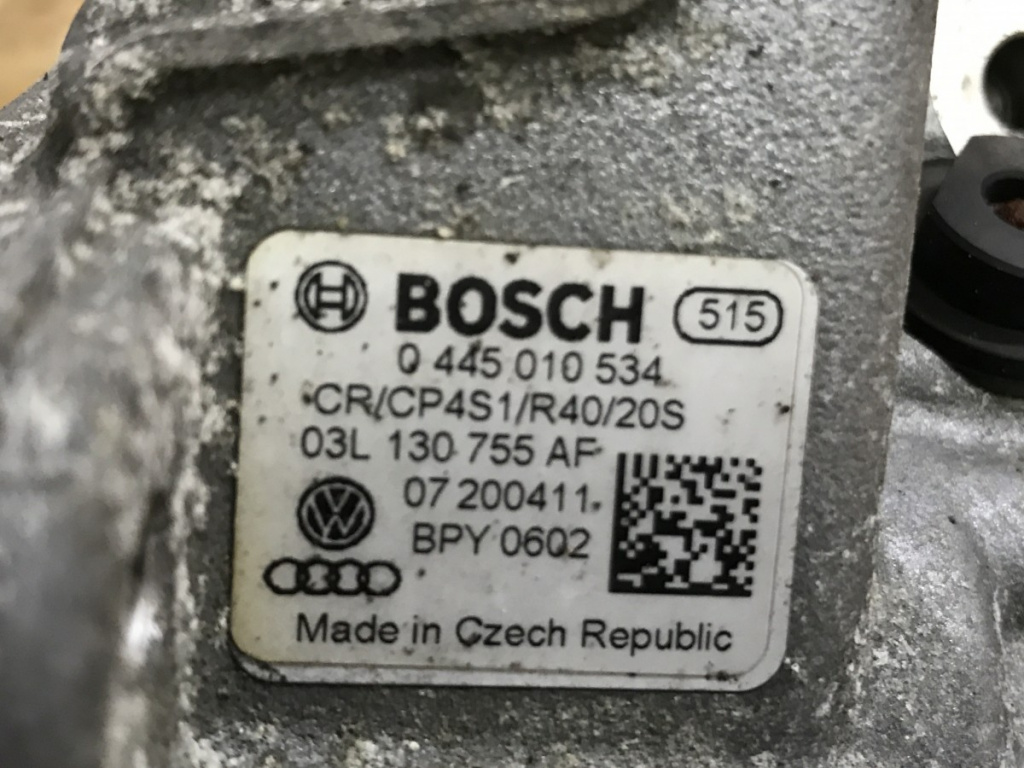 BOSCH 515
0 445 010 534
CR/CP4S1/R40/20S
03L 130 755 AF
07 200411
BPY 0602
Made in Czech Republic